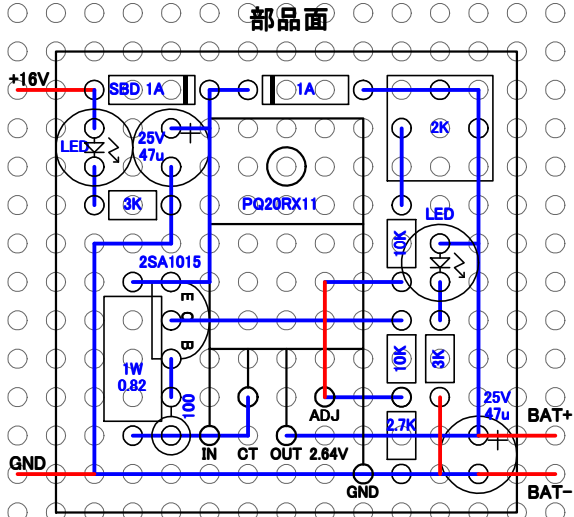 部品面
+16V
SBD 1A
1A
LED
25V
47u
2K
3K
PQ20RX11
LED
10K
2SA1015
E
C
B
1W
0.82
100
10K
3K
ADJ
2.7K
25V
47u
BAT+
IN
CT
OUT
2.64V
GND
GND
BAT-